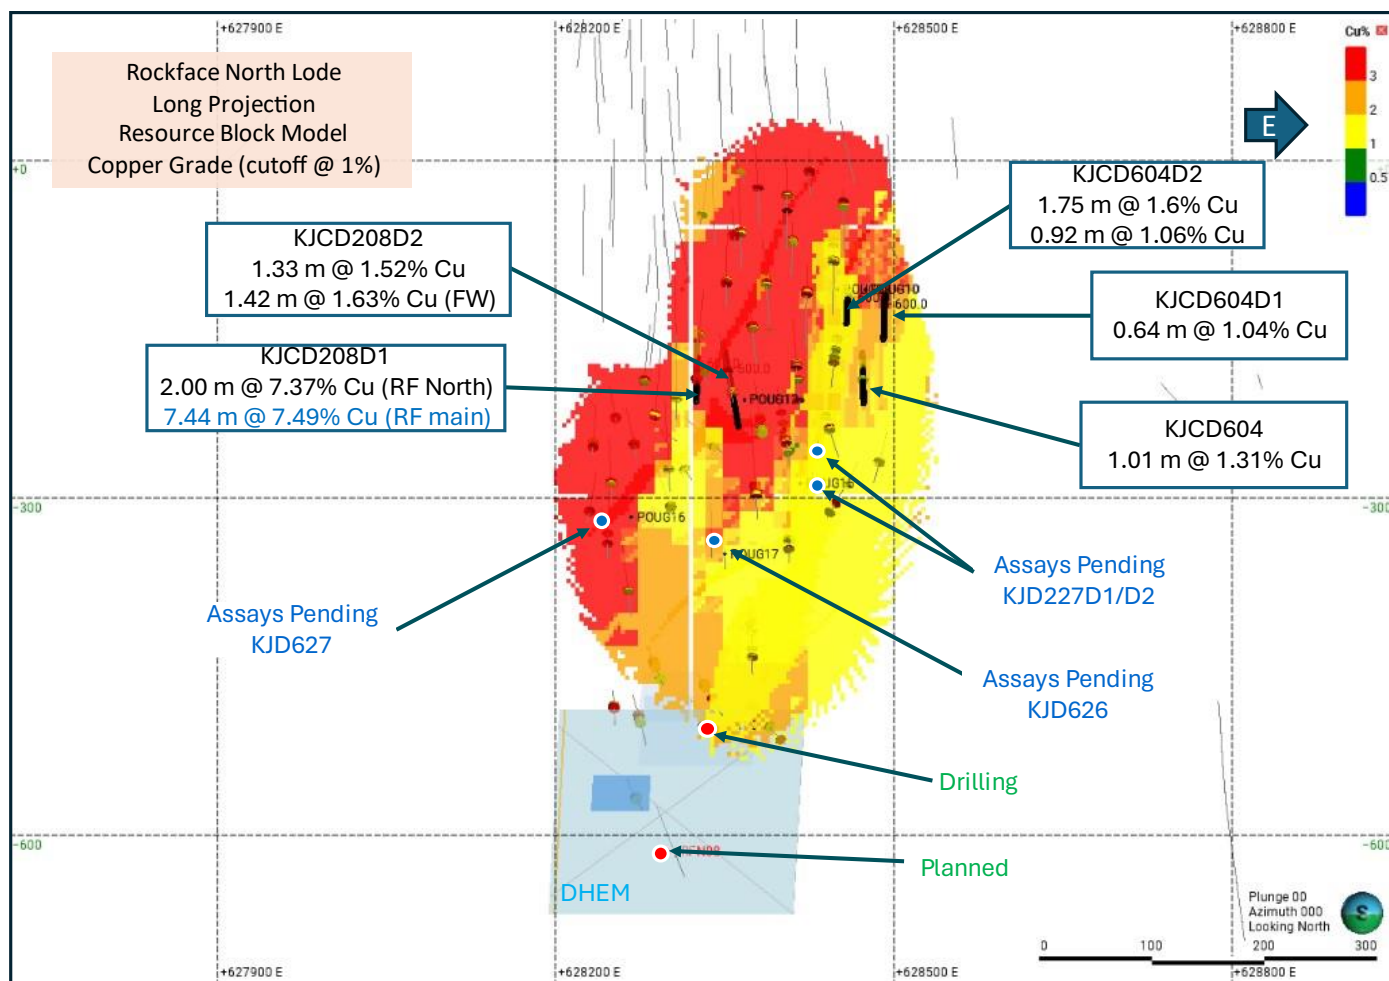 +627900 E
+628200 E
+628500 E
+628800 E
Cu%
3
2
1
0.5
Rockface North Lode
Long Projection
Resource Block Model
Copper Grade (cutoff @ 1%)
E
+0
KJCD604D2
1.75 m @ 1.6% Cu
0.92 m @ 1.06% Cu
KJCD208D2
1.33 m @ 1.52% Cu
1.42 m @ 1.63% Cu (FW)
KJCD604D1
0.64 m @ 1.04% Cu
KJCD208D1
2.00 m @ 7.37% Cu (RF North)
7.44 m @ 7.49% Cu (RF main)
KJCD604
1.01 m @ 1.31% Cu
-300
-300
POUG16
Assays Pending
KJD227D1/D2
Assays Pending
KJD627
Assays Pending
KJD626
Drilling
-600
-600
Planned
DHEM
Plunge 00
Azimuth 000
Looking North
S
0
100
200
300
+627900 E
+628200 E
+628500 E
+628800 E